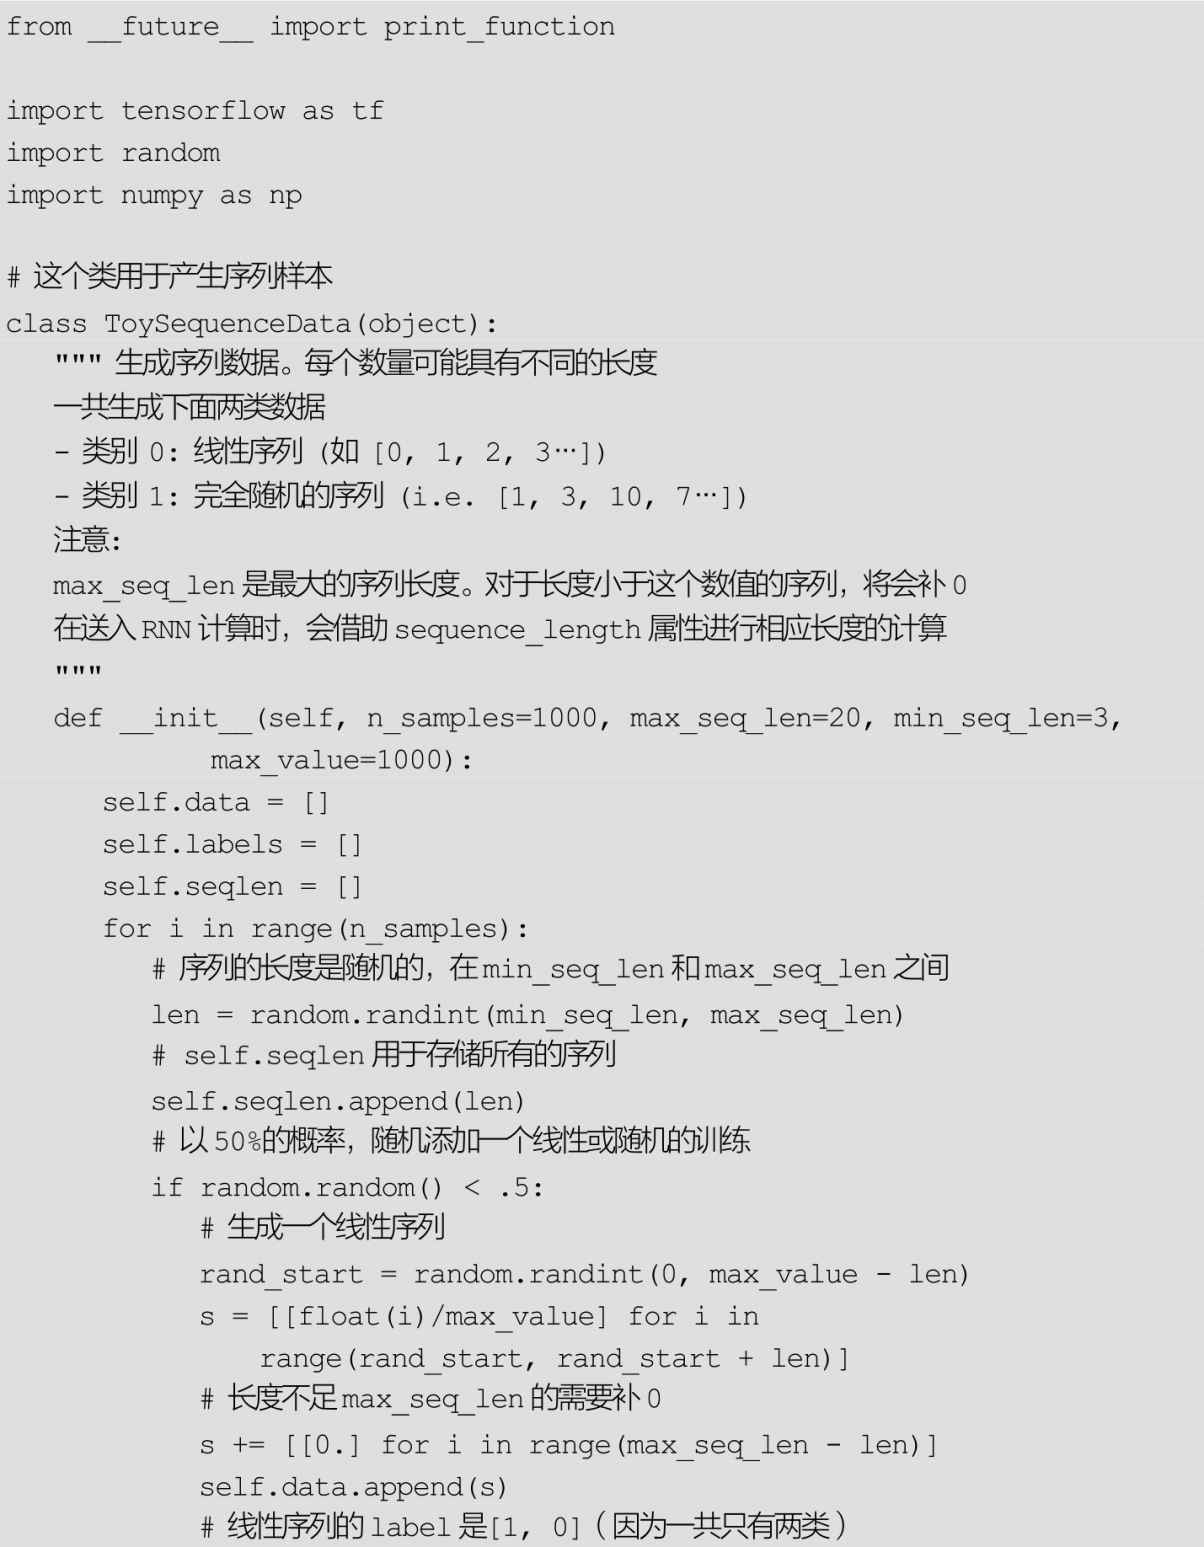 from __future__ import print_function
import tensorflow as tf
import random
import numpy as np
# 这个类用于产生序列样本
class ToySequenceData(object):
""" 生成序列数据。每个数量可能具有不同的长度
一共生成下面两类数据
- 类别 0: 线性序列 (如 [0, 1, 2, 3…])
- 类别 1: 完全随机的序列 (i.e. [1, 3, 10, 7…])
注意:
max_seq_len 是最大的序列长度。对于长度小于这个数值的序列，将会补 0
在送入 RNN 计算时，会借助 sequence_length 属性进行相应长度的计算
"""
def __init__(self, n_samples=1000, max_seq_len=20, min_seq_len=3,
max_value=1000):
self.data = []
self.labels = []
self.seqlen = []
for i in range(n_samples):
# 序列的长度是随机的，在 min_seq_len 和 max_seq_len 之间
len = random.randint(min_seq_len, max_seq_len)
# self.seqlen 用于存储所有的序列
self.seqlen.append(len)
# 以 50%的概率，随机添加一个线性或随机的训练
if random.random() < .5:
# 生成一个线性序列
rand_start = random.randint(0, max_value - len)
s = [[float(i)/max_value] for i in
range(rand_start, rand_start + len)]
# 长度不足 max_seq_len 的需要补 0
s += [[0.] for i in range(max_seq_len - len)]
self.data.append(s)
# 线性序列的 label 是[1, 0]（因为一共只有两类）